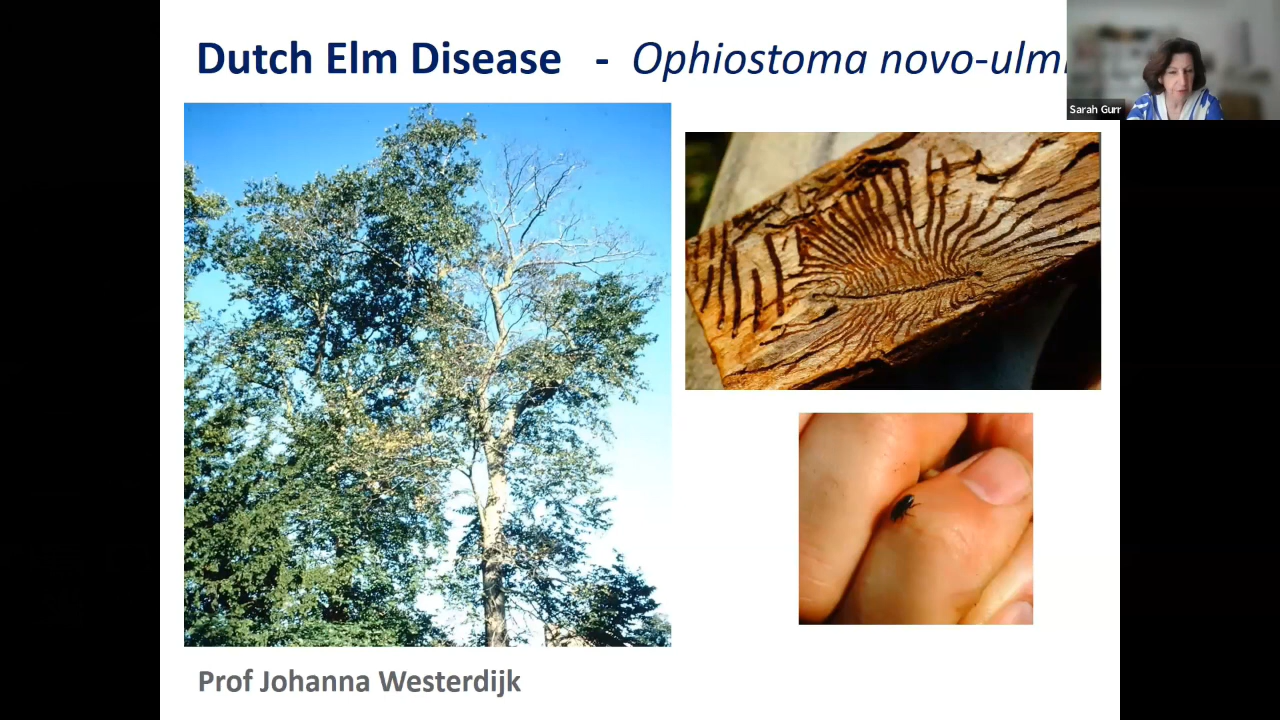 Dutch Elm Disease - Ophiostoma novo-ulmi
Sarah Gurr
Prof Johanna Westerdijk